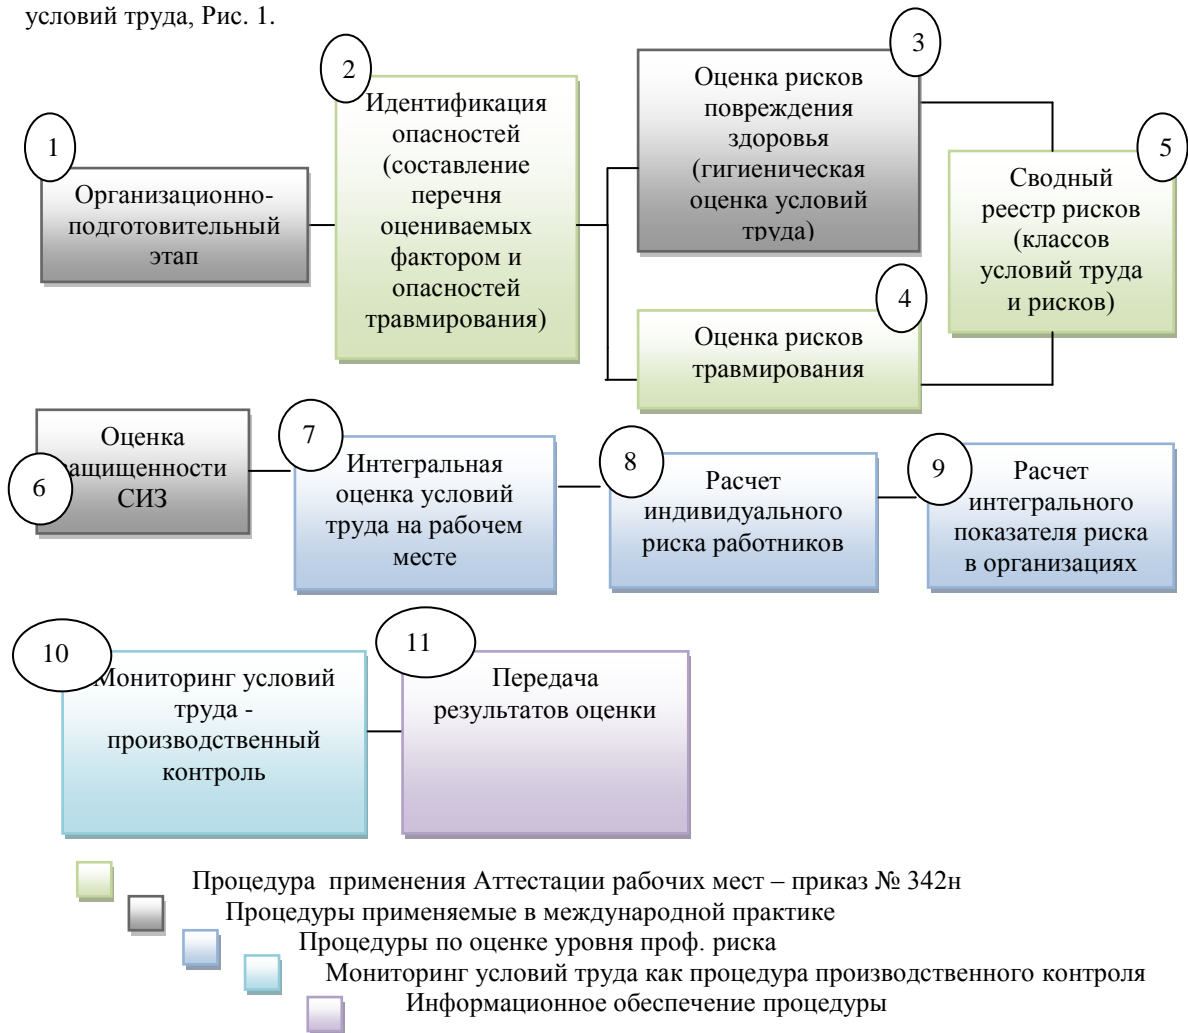 условий труда, Рис. 1.
1
Организационно-
подготовительный
этап
2
Идентификация
опасностей
(составление
перечня
оцениваемых
фактором и
опасностей
травмирования)
3
Оценка рисков
повреждения
здоровья
(гигиеническая
оценка условий
труда)
4
Оценка рисков
травмирования
5
Сводный
реестр рисков
(классов
условий труда
и рисков)
6
Оценка
защищенности
СИЗ
7
Интегральная
оценка условий
труда на рабочем
месте
8
Расчет
индивидуального
риска работников
9
Расчет
интегрального
показателя риска
в организациях
10
Мониторинг условий
труда -
производственный
контроль
11
Передача
результатов оценки
Процедура применения Аттестации рабочих мест – приказ № 342н
Процедуры применяемые в международной практике
Процедуры по оценке уровня проф. риска
Мониторинг условий труда как процедура производственного контроля
Информационное обеспечение процедуры